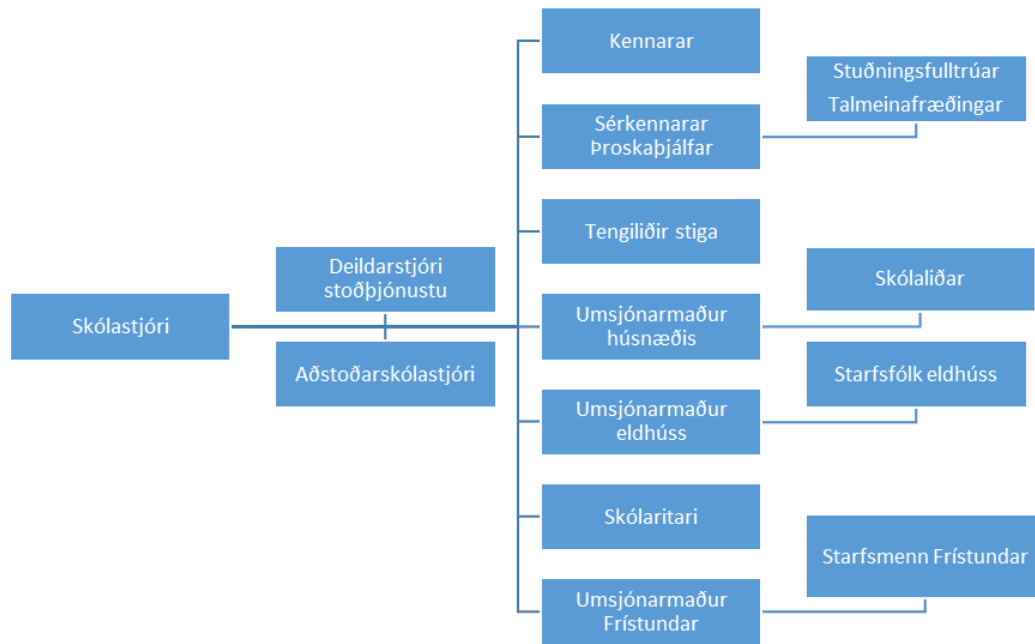 Skólastjóri
Deildarstjóri
stoðþjónustu
Aðstoðarskólastjóri
Kennarar
Sérkennarar
Þroskaþjálfar
Stuðningsfulltrúar
Talmeinafræðingar
Tengiliðir stiga
Umsjónarmaður
húsnæðis
Skólaliðar
Umsjónarmaður
eldhúss
Starfsfólk eldhúss
Skólaritari
Umsjónarmaður
Frístundar
Starfsmenn Frístundar